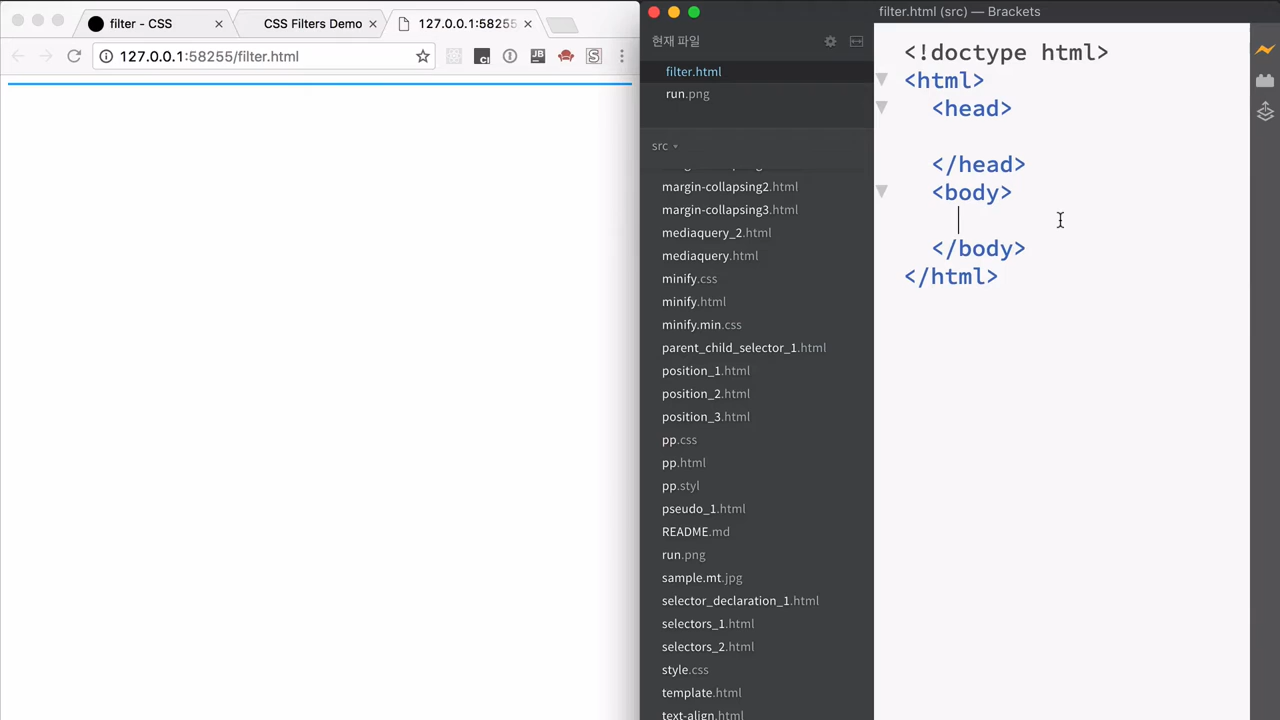 filter - CSS
CSS Filters Demo
127.0.0.1:58255
127.0.0.1:58255/filter.html
filter.html (src) — Brackets
현재 파일
filter.html
run.png
src
margin-collapsing2.html
margin-collapsing3.html
mediaquery_2.html
mediaquery.html
minify.css
minify.html
minify.min.css
parent_child_selector_1.html
position_1.html
position_2.html
position_3.html
pp.css
pp.html
pp.styl
pseudo_1.html
README.md
run.png
sample.mt.jpg
selector_declaration_1.html
selectors_1.html
selectors_2.html
style.css
template.html
text-align.html
<!doctype html>
<html>
<head>
</head>
<body>
</body>
</html>